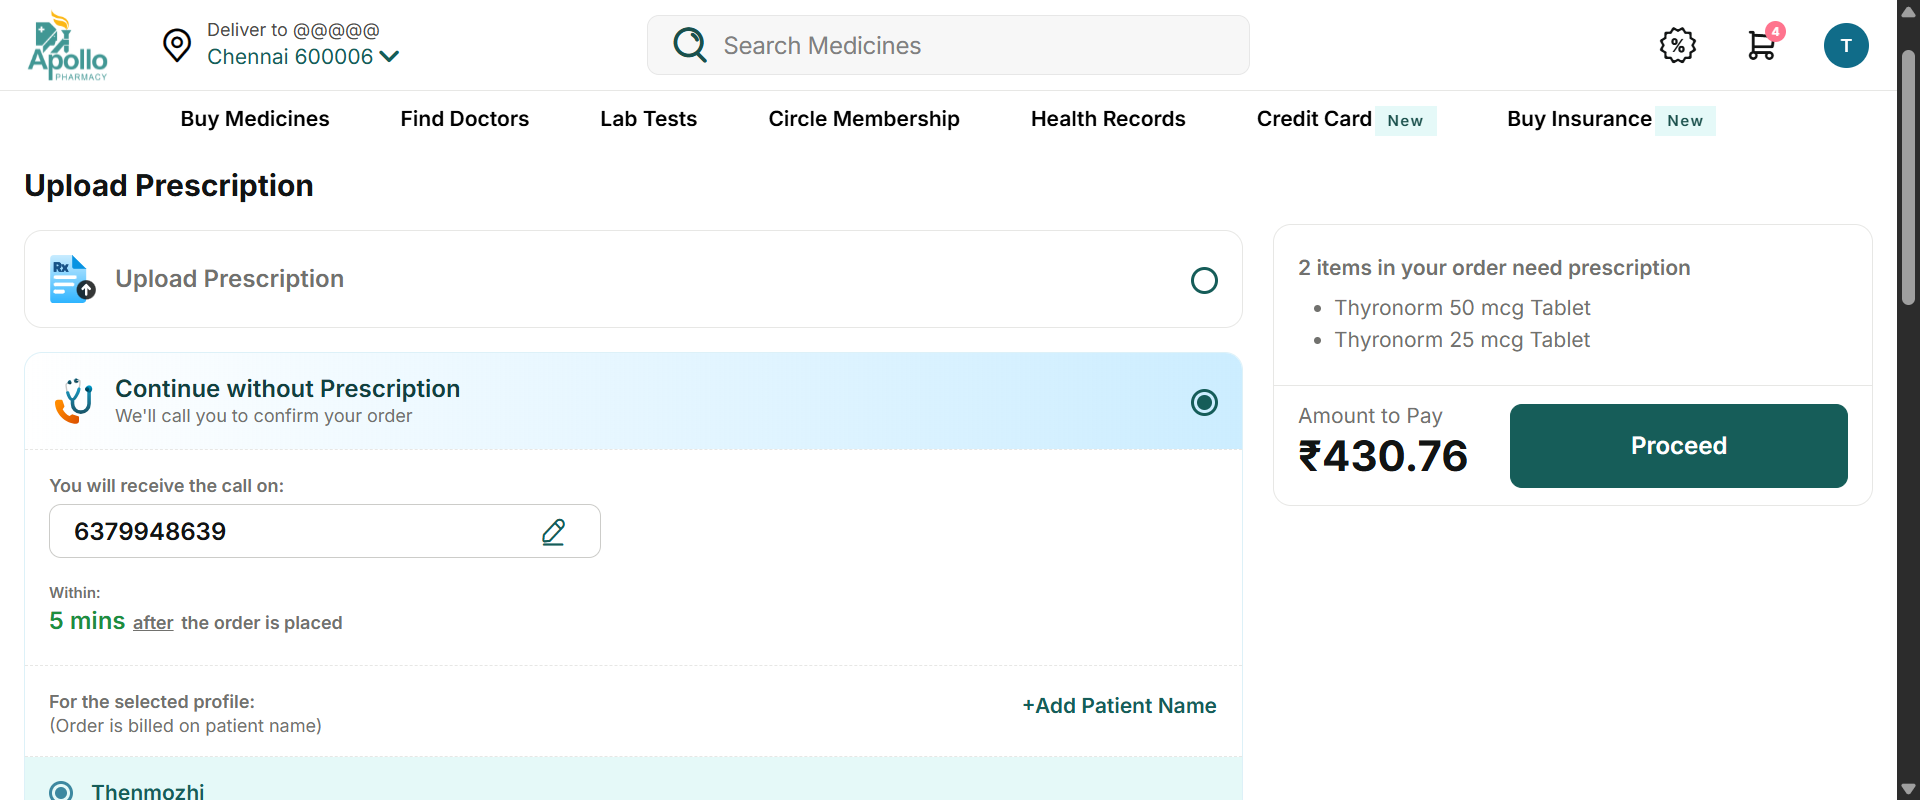 Apollo
PHARMACY
Deliver to @@@@@
Chennai 600006
Search Medicines
%
4
T
Buy Medicines
Find Doctors
Lab Tests
Circle Membership
Health Records
Credit Card New
Buy Insurance New
Upload Prescription
Rx
Upload Prescription
Continue without Prescription
We'll call you to confirm your order
You will receive the call on:
6379948639
Within:
5 mins after the order is placed
For the selected profile:
(Order is billed on patient name)
+Add Patient Name
Thenmozhi
2 items in your order need prescription
• Thyronorm 50 mcg Tablet
• Thyronorm 25 mcg Tablet
Amount to Pay
₹430.76
Proceed